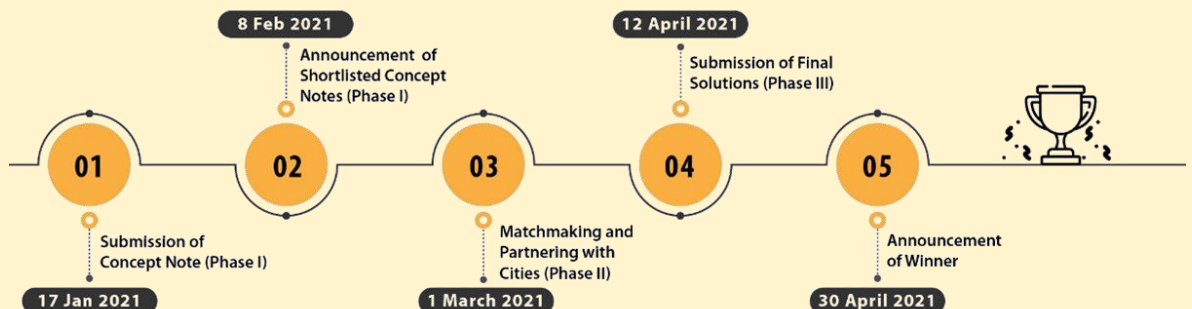 01
Submission of
Concept Note (Phase I)
17 Jan 2021
8 Feb 2021
Announcement of
Shortlisted Concept
Notes (Phase I)
02
03
Matchmaking and
Partnering with
Cities (Phase II)
1 March 2021
12 April 2021
Submission of Final
Solutions (Phase III)
04
05
Announcement
of Winner
30 April 2021